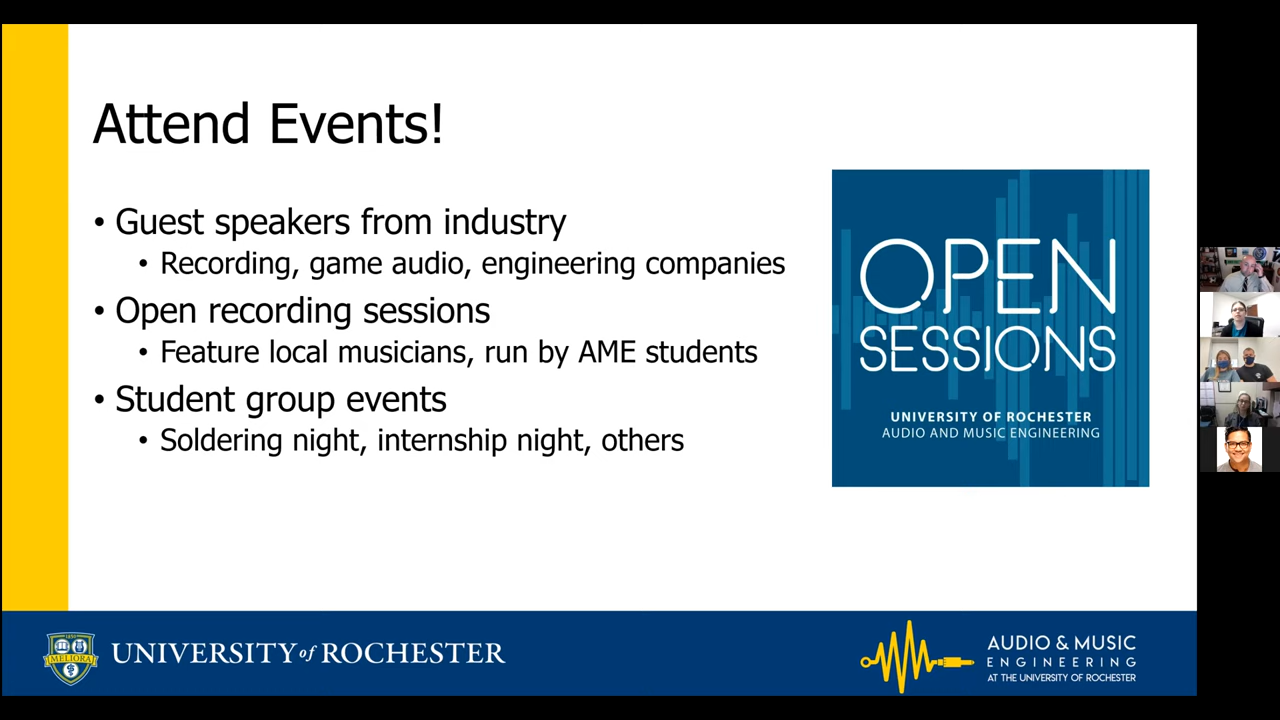 Attend Events!
• Guest speakers from industry
• Recording, game audio, engineering companies
• Open recording sessions
• Feature local musicians, run by AME students
• Student group events
• Soldering night, internship night, others
OPEN
SESSIONS
UNIVERSITY OF ROCHESTER
AUDIO AND MUSIC ENGINEERING
MELIORA
UNIVERSITY of ROCHESTER
AUDIO & MUSIC
ENGINEERING
AT THE UNIVERSITY OF ROCHESTER